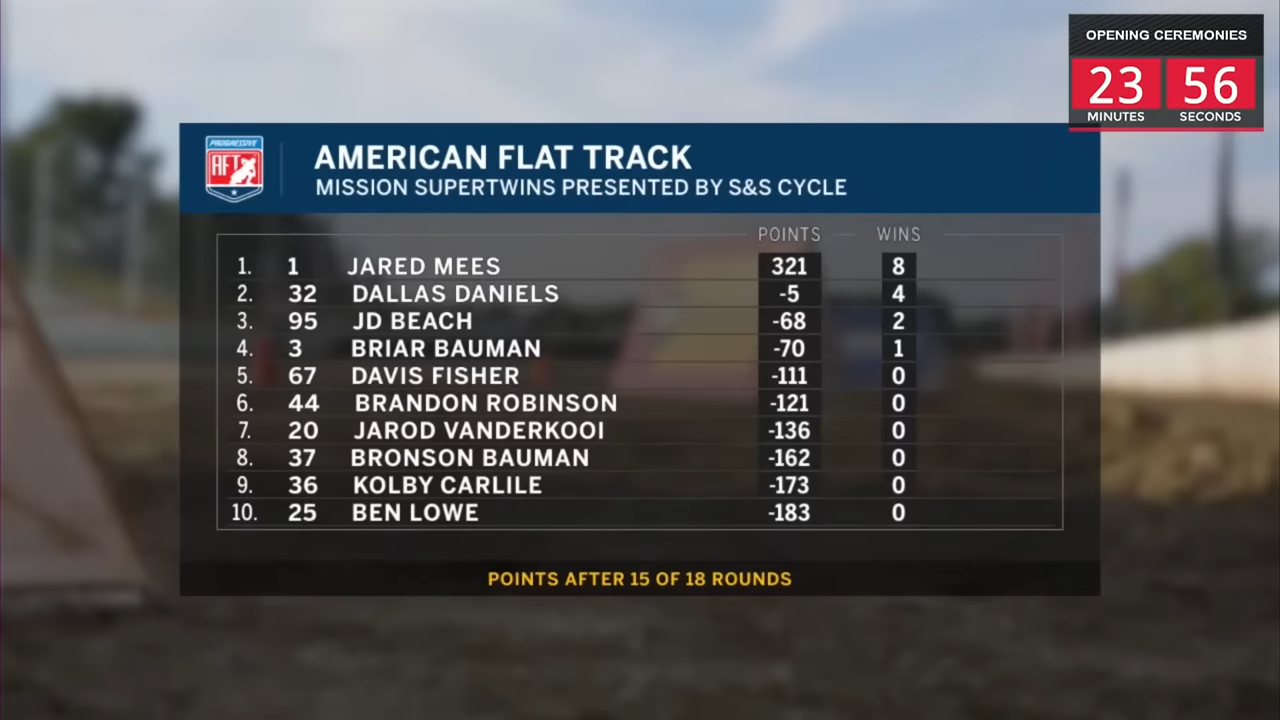 OPENING CEREMONIES
23 56
MINUTES SECONDS
PROGRESSIVE
AFT
AMERICAN FLAT TRACK
MISSION SUPERTWINS PRESENTED BY S&S CYCLE
POINTS WINS
1. 1 JARED MEES 321 8
2. 32 DALLAS DANIELS -5 4
3. 95 JD BEACH -68 2
4. 3 BRIAR BAUMAN -70 1
5. 67 DAVIS FISHER -111 0
6. 44 BRANDON ROBINSON -121 0
7. 20 JAROD VANDERKOOI -136 0
8. 37 BRONSON BAUMAN -162 0
9. 36 KOLBY CARLILE -173 0
10. 25 BEN LOWE -183 0
POINTS AFTER 15 OF 18 ROUNDS